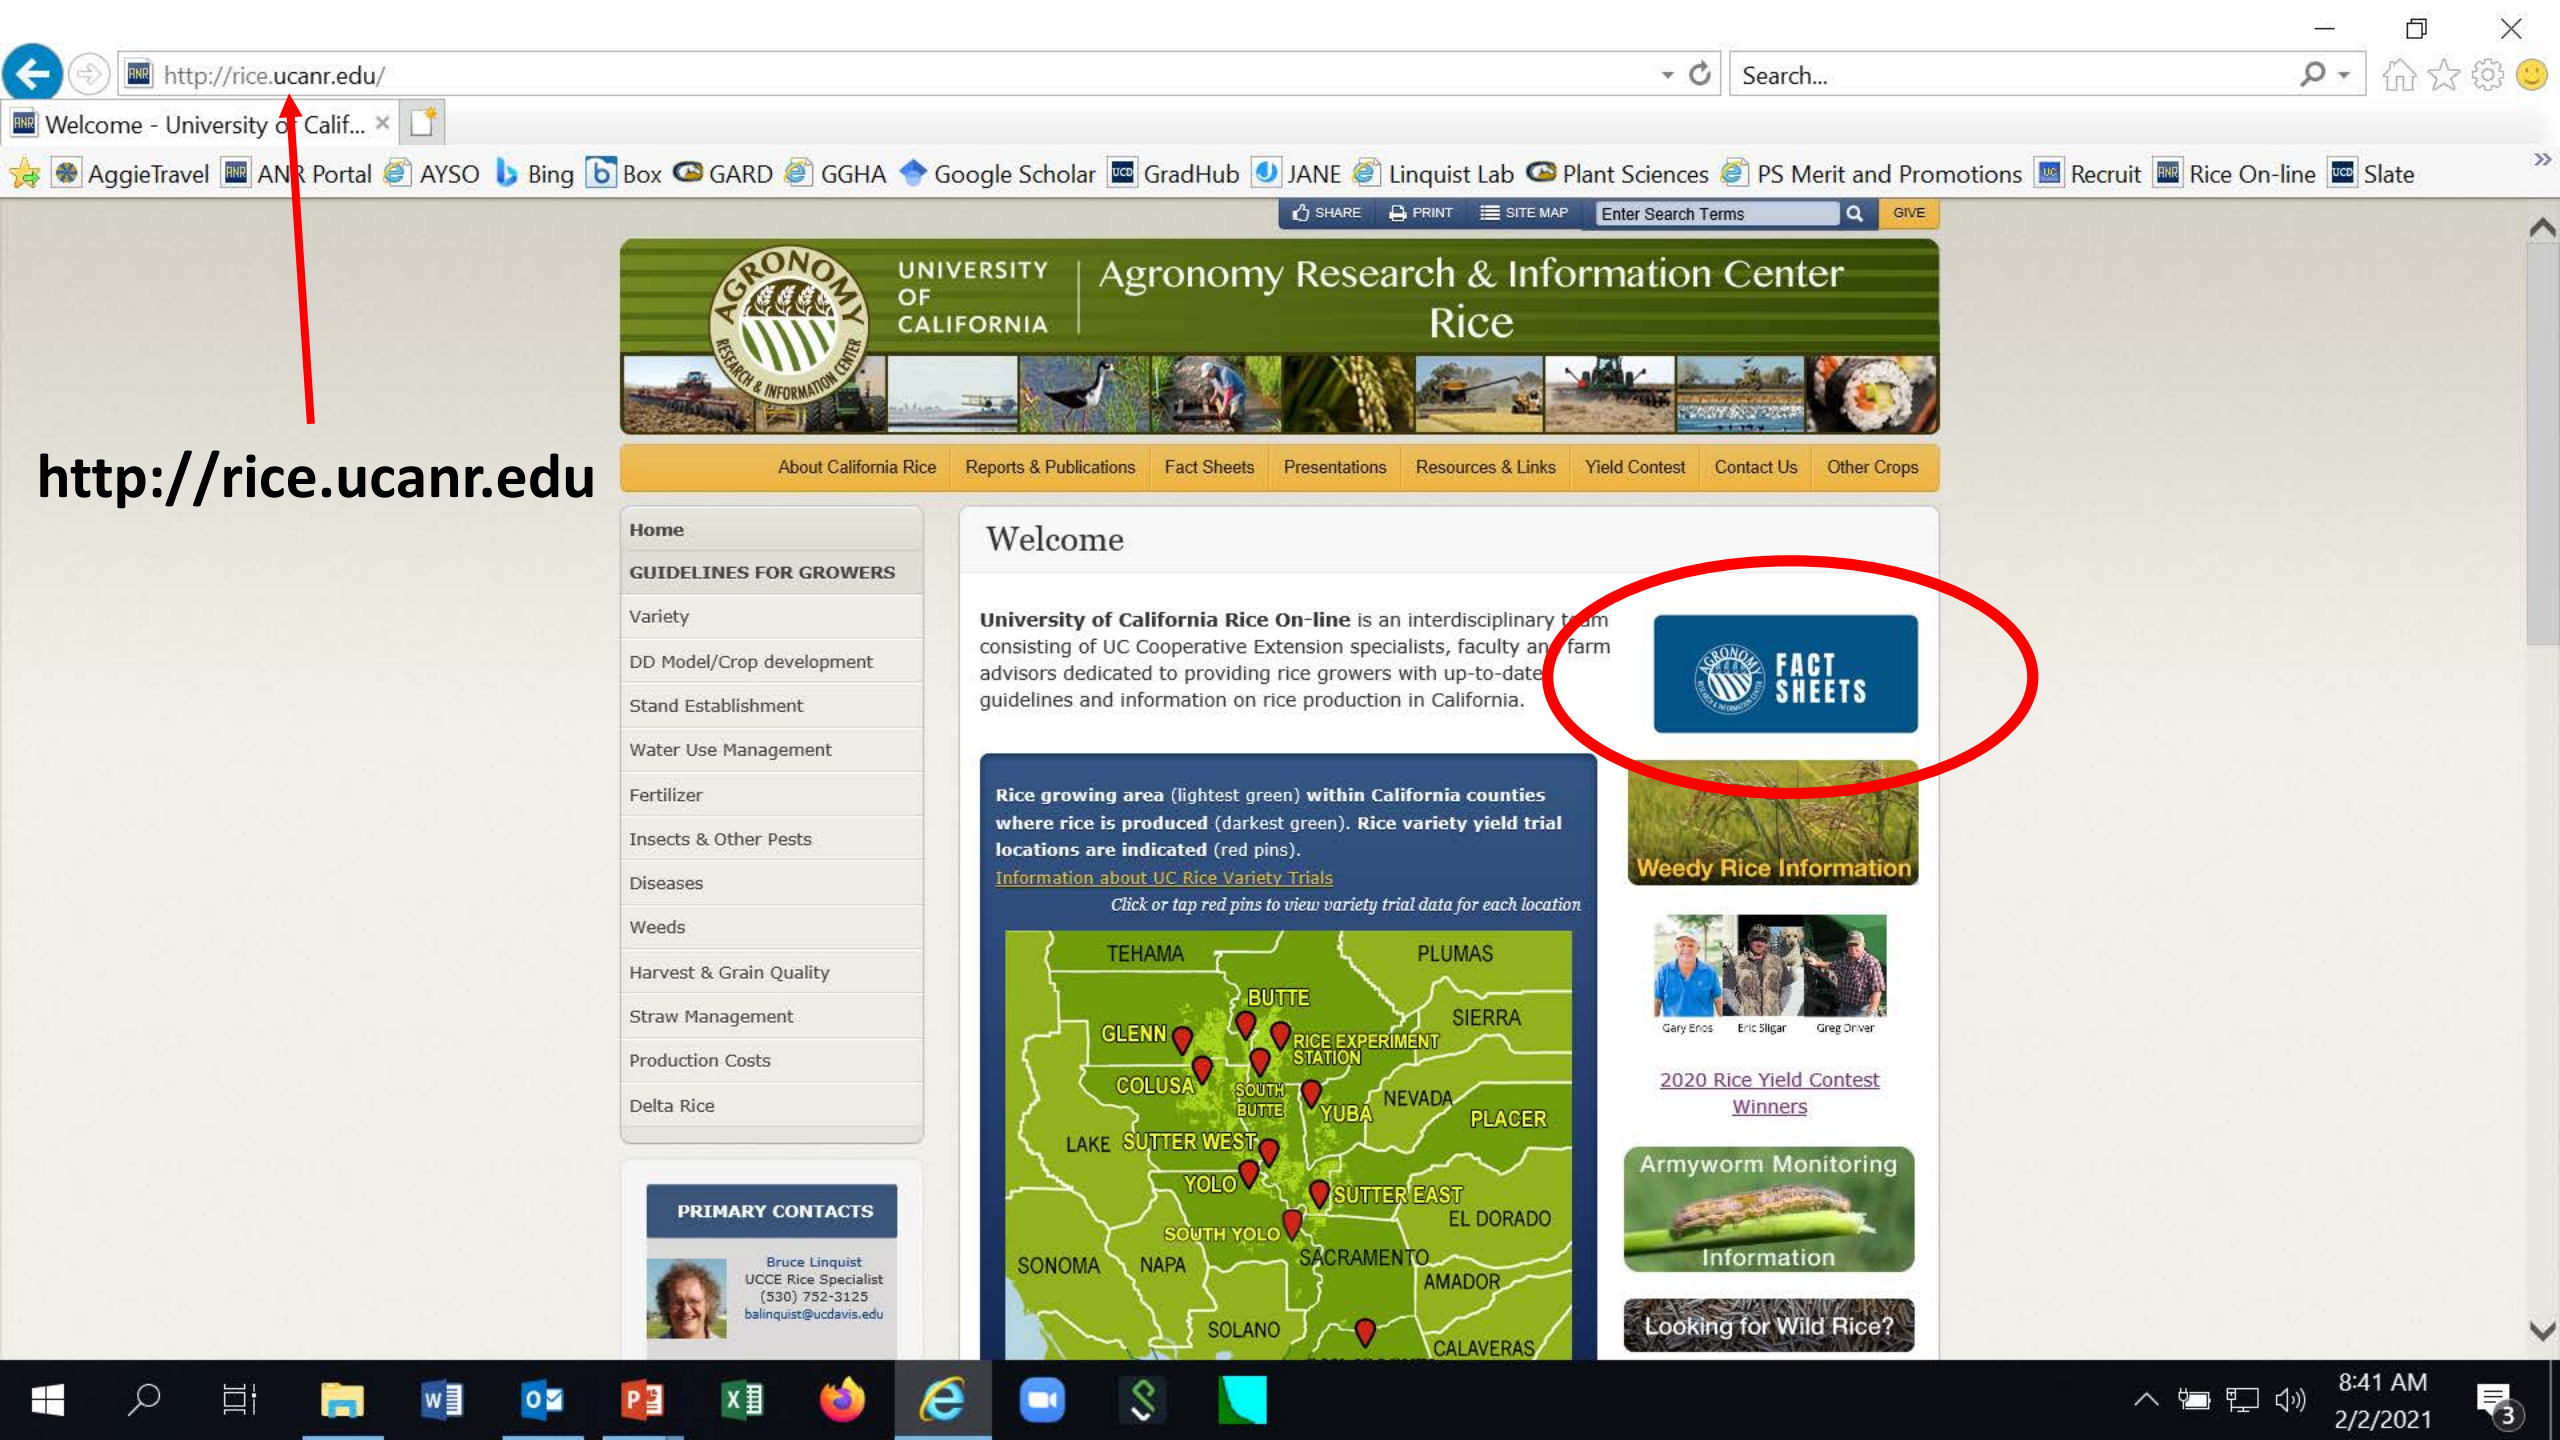 http://rice.ucanr.edu/
Search...
Welcome - University of Calif...
AggieTravel ANR Portal AYSO Bing Box GARD GGHA Google Scholar GradHub JANE Linquist Lab Plant Sciences PS Merit and Promotions Recruit Rice On-line Slate
SHARE PRINT SITE MAP Enter Search Terms GIVE
AGRONOMY
RESEARCH & INFORMATION CENTER
UNIVERSITY
OF
CALIFORNIA
Agronomy Research & Information Center
Rice
http://rice.ucanr.edu
About California Rice Reports & Publications Fact Sheets Presentations Resources & Links Yield Contest Contact Us Other Crops
Home
GUIDELINES FOR GROWERS
Variety
DD Model/Crop development
Stand Establishment
Water Use Management
Fertilizer
Insects & Other Pests
Diseases
Weeds
Harvest & Grain Quality
Straw Management
Production Costs
Delta Rice
PRIMARY CONTACTS
Bruce Linquist
UCCE Rice Specialist
(530) 752-3125
balinquist@ucdavis.edu
Welcome
University of California Rice On-line is an interdisciplinary team
consisting of UC Cooperative Extension specialists, faculty and farm
advisors dedicated to providing rice growers with up-to-date
guidelines and information on rice production in California.
Rice growing area (lightest green) within California counties
where rice is produced (darkest green). Rice variety yield trial
locations are indicated (red pins).
Information about UC Rice Variety Trials
Click or tap red pins to view variety trial data for each location
TEHAMA
PLUMAS
BUTTE
GLENN
SIERRA
RICE EXPERIMENT
STATION
COLUSA
SOUTH
BUTTE
YUBA
NEVADA
PLACER
LAKE
SUTTER WEST
YOLO
SUTTER EAST
EL DORADO
SOUTH YOLO
SONOMA
NAPA
SACRAMENTO
AMADOR
SOLANO
CALAVERAS
AGRONOMY
FACT
SHEETS
Weedy Rice Information
Gary Enos Eric Sligar Greg Driver
2020 Rice Yield Contest
Winners
Armyworm Monitoring
Information
Looking for Wild Rice?
8:41 AM
2/2/2021
3